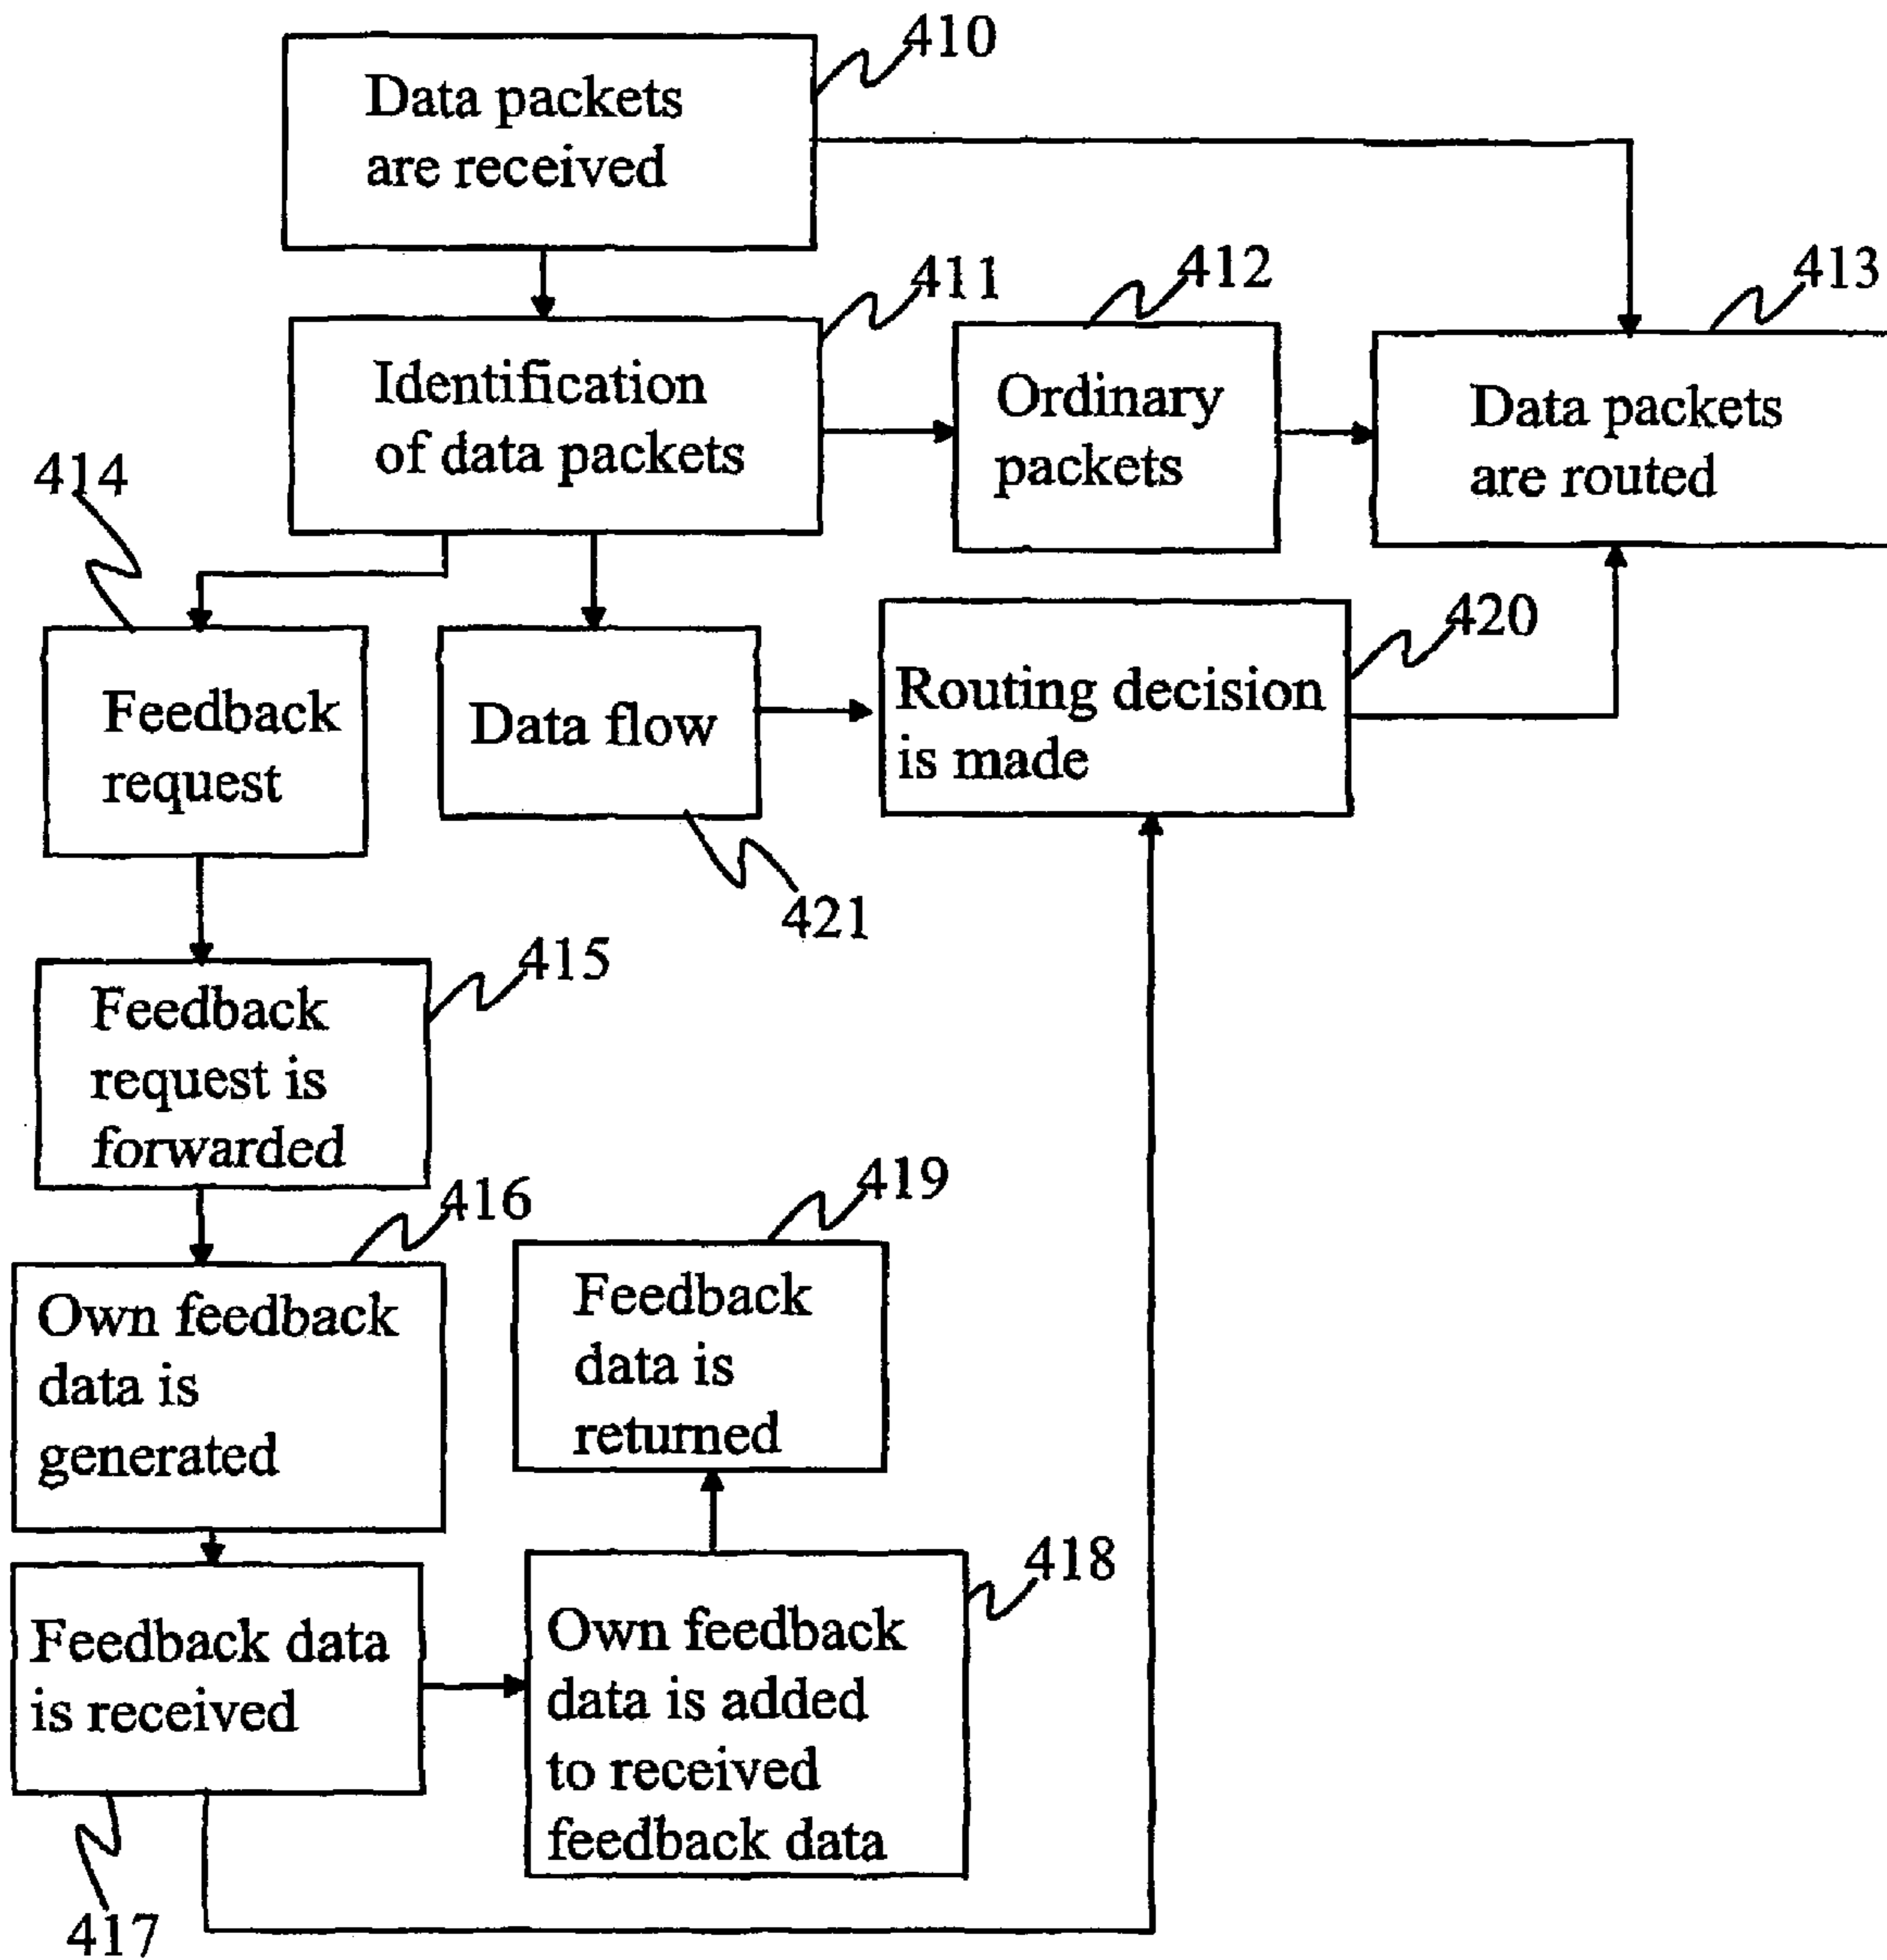 410
Data packets
are received
411
412
413
Identification
of data packets
Ordinary
packets
Data packets
are routed
414
420
Feedback
request
Data flow
Routing decision
is made
421
415
Feedback
request is
forwarded
416
419
Own feedback
data is
generated
Feedback
data is
returned
418
Feedback data
is received
Own feedback
data is added
to received
feedback data
417